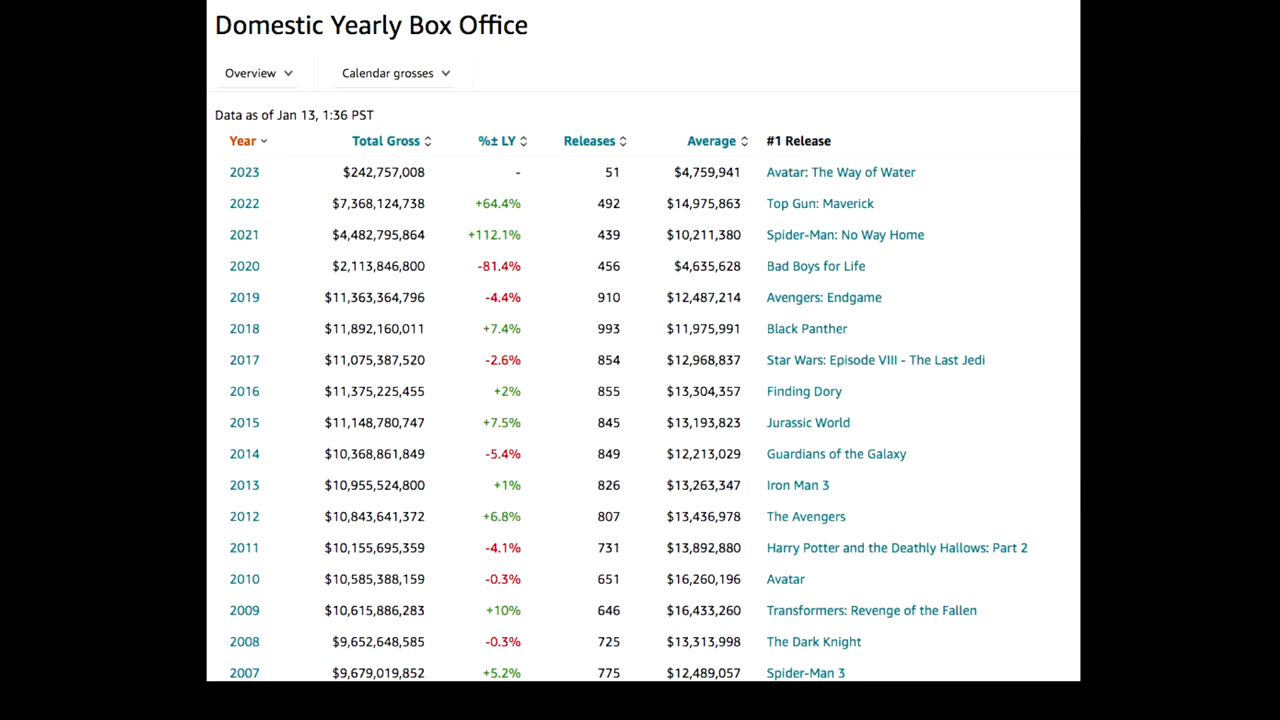 Domestic Yearly Box Office
Overview Calendar grosses
Data as of Jan 13, 1:36 PST
Year Total Gross %± LY Releases Average #1 Release
2023 $242,757,008 - 51 $4,759,941 Avatar: The Way of Water
2022 $7,368,124,738 +64.4% 492 $14,975,863 Top Gun: Maverick
2021 $4,482,795,864 +112.1% 439 $10,211,380 Spider-Man: No Way Home
2020 $2,113,846,800 -81.4% 456 $4,635,628 Bad Boys for Life
2019 $11,363,364,796 -4.4% 910 $12,487,214 Avengers: Endgame
2018 $11,892,160,011 +7.4% 993 $11,975,991 Black Panther
2017 $11,075,387,520 -2.6% 854 $12,968,837 Star Wars: Episode VIII - The Last Jedi
2016 $11,375,225,455 +2% 855 $13,304,357 Finding Dory
2015 $11,148,780,747 +7.5% 845 $13,193,823 Jurassic World
2014 $10,368,861,849 -5.4% 849 $12,213,029 Guardians of the Galaxy
2013 $10,955,524,800 +1% 826 $13,263,347 Iron Man 3
2012 $10,843,641,372 +6.8% 807 $13,436,978 The Avengers
2011 $10,155,695,359 -4.1% 731 $13,892,880 Harry Potter and the Deathly Hallows: Part 2
2010 $10,585,388,159 -0.3% 651 $16,260,196 Avatar
2009 $10,615,886,283 +10% 646 $16,433,260 Transformers: Revenge of the Fallen
2008 $9,652,648,585 -0.3% 725 $13,313,998 The Dark Knight
2007 $9,679,019,852 +5.2% 775 $12,489,057 Spider-Man 3